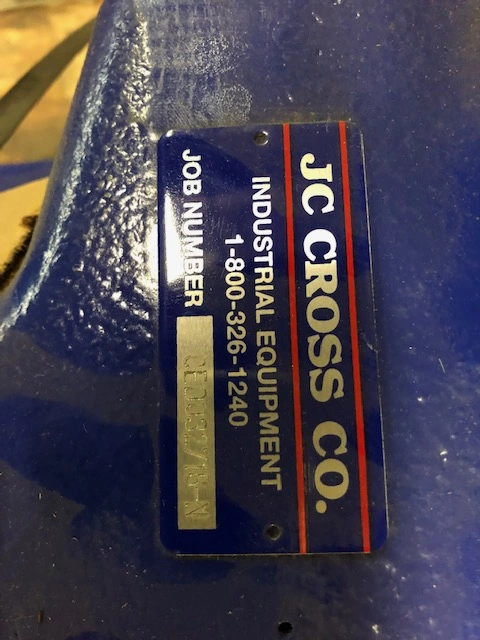 JC CROSS CO.
INDUSTRIAL EQUIPMENT
1-800-326-1240
JOB NUMBER